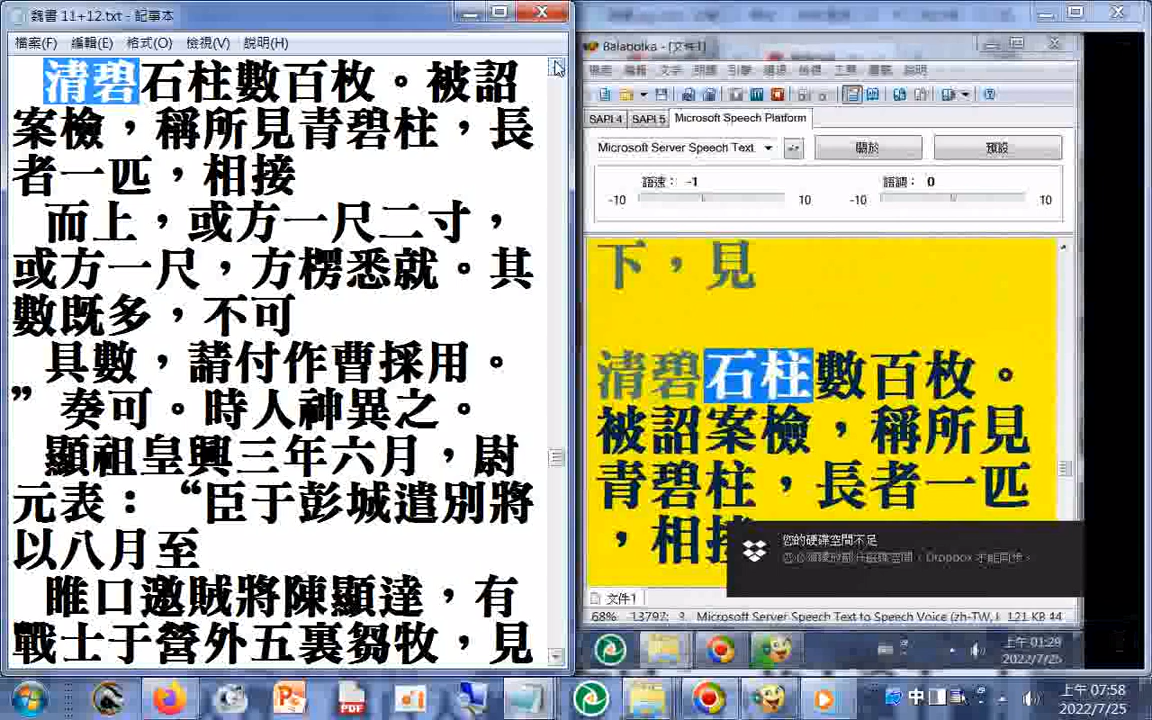 魏書 11+12.txt - 記事本
檔案(F) 編輯(E) 格式(O) 檢視(V) 說明(H)
清碧石柱數百枚。被詔
案檢，稱所見青碧柱，長
者一匹，相接
而上，或方一尺二寸，
或方一尺，方楞悉就。其
數既多，不可
具數，請付作曹採用。
”奏可。時人神異之。
顯祖皇興三年六月，尉
元表：“臣于彭城遣別將
以八月至
睢口邀賊將陳顯達，有
戰士于營外五裏芻牧，見
Balabolka - [文件1]
SAPI 4 SAPI 5 Microsoft Speech Platform
Microsoft Server Speech Text 關於 預設
語速： -1 語調： 0
-10 10 -10 10
下，見
清碧石柱數百枚。
被詔案檢，稱所見
青碧柱，長者一匹
，相接
您的硬碟空間不足
文件1
68% Microsoft Server Speech Text to Speech Voice (zh-TW,
上午 01:29
2022/7/25
中
上午 07:58
2022/7/25